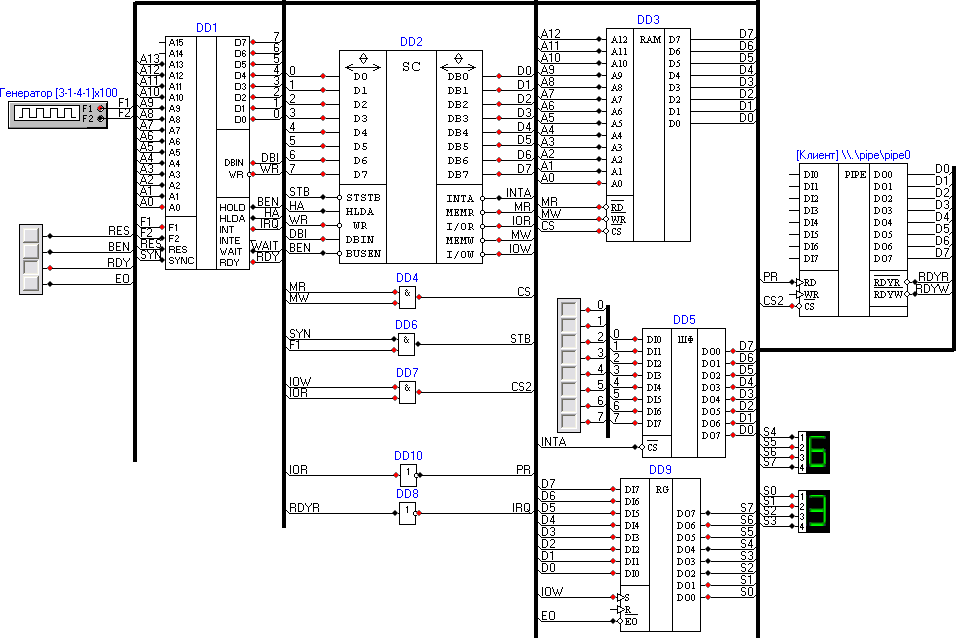 DD1
A15
A14
A13 A13
A12 A12
A11 A11
A10 A10
A9 A9
A8 A8
A7 A7
A6 A6
A5 A5
A4 A4
A3 A3
A2 A2
A1 A1
A0 A0
F1 F1
F2 F2
RES RES
SYN SYNC
D7 7
D6 6
D5 5
D4 4
D3 3
D2 2
D1 1
D0 0
DBIN DBI
WR WR
HOLD BEN
HLDA HA
INT IRQ
INTE
WAIT WAIT
RDY RDY
Генератор [3-1-4-1]x100
F1 F1
F2 F2
RES
BEN
RDY
EO
DD2
SC
0 D0 DB0 D0
1 D1 DB1 D1
2 D2 DB2 D2
3 D3 DB3 D3
4 D4 DB4 D4
5 D5 DB5 D5
6 D6 DB6 D6
7 D7 DB7 D7
STB STSTB INTA INTA
HA HLDA MEMR MR
WR WR I/OR IOR
DBI DBIN MEMW MW
BEN BUSEN I/OW IOW
DD4
MR
MW
&
CS
DD6
SYN
F1
&
STB
DD7
IOW
IOR
&
CS2
DD10
IOR
1
PR
DD8
RDYR
1
IRQ
DD3
RAM
A12 A12 D7 D7
A11 A11 D6 D6
A10 A10 D5 D5
A9 A9 D4 D4
A8 A8 D3 D3
A7 A7 D2 D2
A6 A6 D1 D1
A5 A5 D0 D0
A4 A4
A3 A3
A2 A2
A1 A1
A0 A0
MR RD
MW WR
CS CS
[Клиент] \\.\pipe\pipe0
PIPE
DI0 DO0 D0
DI1 DO1 D1
DI2 DO2 D2
DI3 DO3 D3
DI4 DO4 D4
DI5 DO5 D5
DI6 DO6 D6
DI7 DO7 D7
PR RD RDYR RDYR
WR RDYW RDYW
CS2 CS
DD5
ШФ
0 0 DI0 DO0 D7
1 1 DI1 DO1 D6
2 2 DI2 DO2 D5
3 3 DI3 DO3 D4
4 4 DI4 DO4 D3
5 5 DI5 DO5 D2
6 6 DI6 DO6 D1
7 7 DI7 DO7 D0
INTA CS
DD9
RG
D7 DI7
D6 DI6
D5 DI5 DO7 S7
D4 DI4 DO6 S6
D3 DI3 DO5 S5
D2 DI2 DO4 S4
D1 DI1 DO3 S3
D0 DI0 DO2 S2
DO1 S1
DO0 S0
IOW S
R
EO EO
S4 1
S5 2
S6 3
S7 4
6
S0 1
S1 2
S2 3
S3 4
3